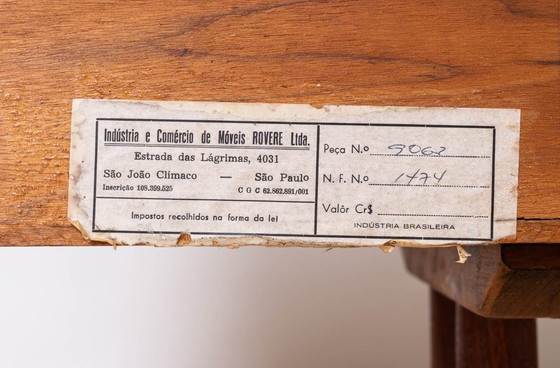 Indústria e Comércio de Móveis ROVERE Ltda.
Estrada das Lágrimas, 4031
São João Clímaco — São Paulo
Inscrição 108.399.525 C G C 62.862.891/001
Impostos recolhidos na forma da lei
Peça N.o 9062
N. F. N.o 1474
Valôr Cr$
INDÚSTRIA BRASILEIRA